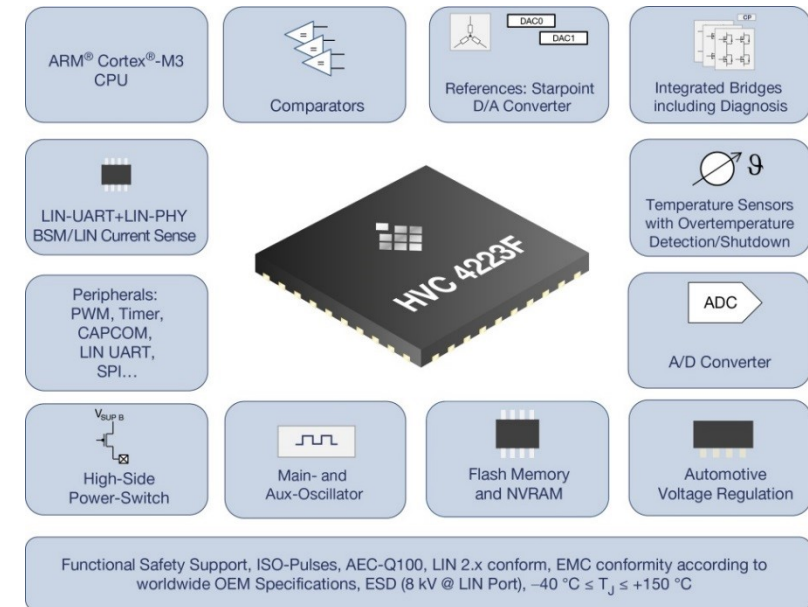 ARM® Cortex®-M3
CPU
Comparators
DAC0
DAC1
References: Starpoint
D/A Converter
CP
Integrated Bridges
including Diagnosis
LIN-UART+LIN-PHY
BSM/LIN Current Sense
HVC 4223F
ϑ
Temperature Sensors
with Overtemperature
Detection/Shutdown
Peripherals:
PWM, Timer,
CAPCOM,
LIN UART,
SPI...
ADC
A/D Converter
V_SUP B
High-Side
Power-Switch
Main- and
Aux-Oscillator
Flash Memory
and NVRAM
Automotive
Voltage Regulation
Functional Safety Support, ISO-Pulses, AEC-Q100, LIN 2.x conform, EMC conformity according to
worldwide OEM Specifications, ESD (8 kV @ LIN Port), –40 °C ≤ T_J ≤ +150 °C